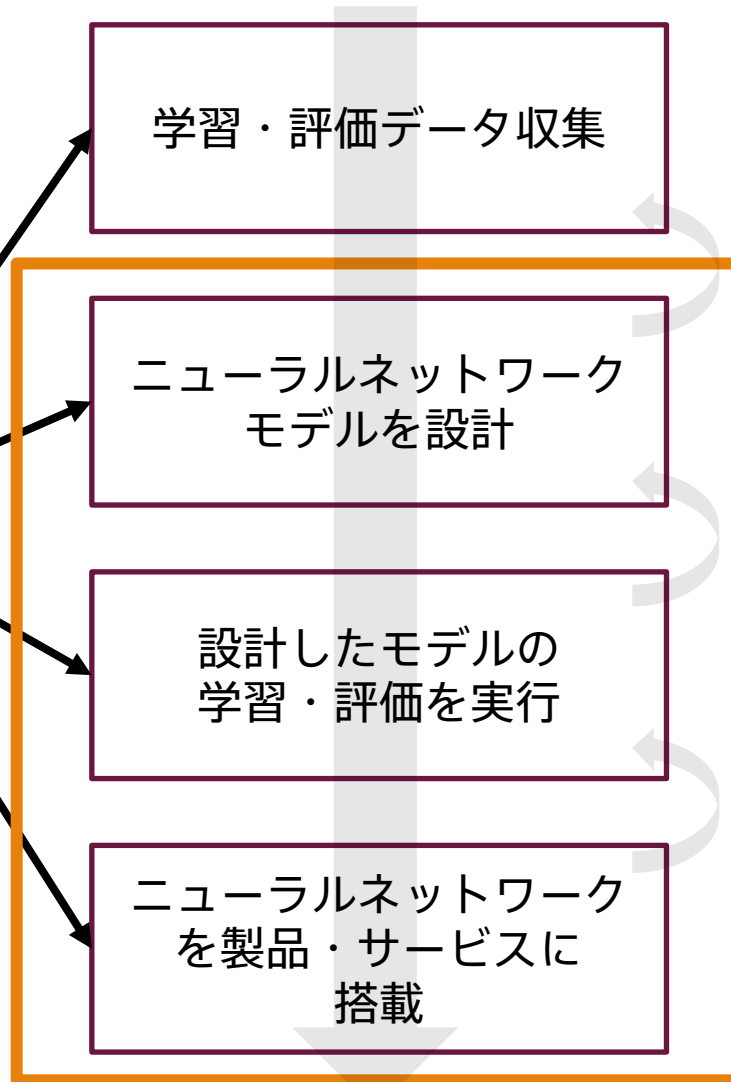 学習・評価データ収集
ニューラルネットワーク
モデルを設計
設計したモデルの
学習・評価を実行
ニューラルネットワーク
を製品・サービスに
搭載